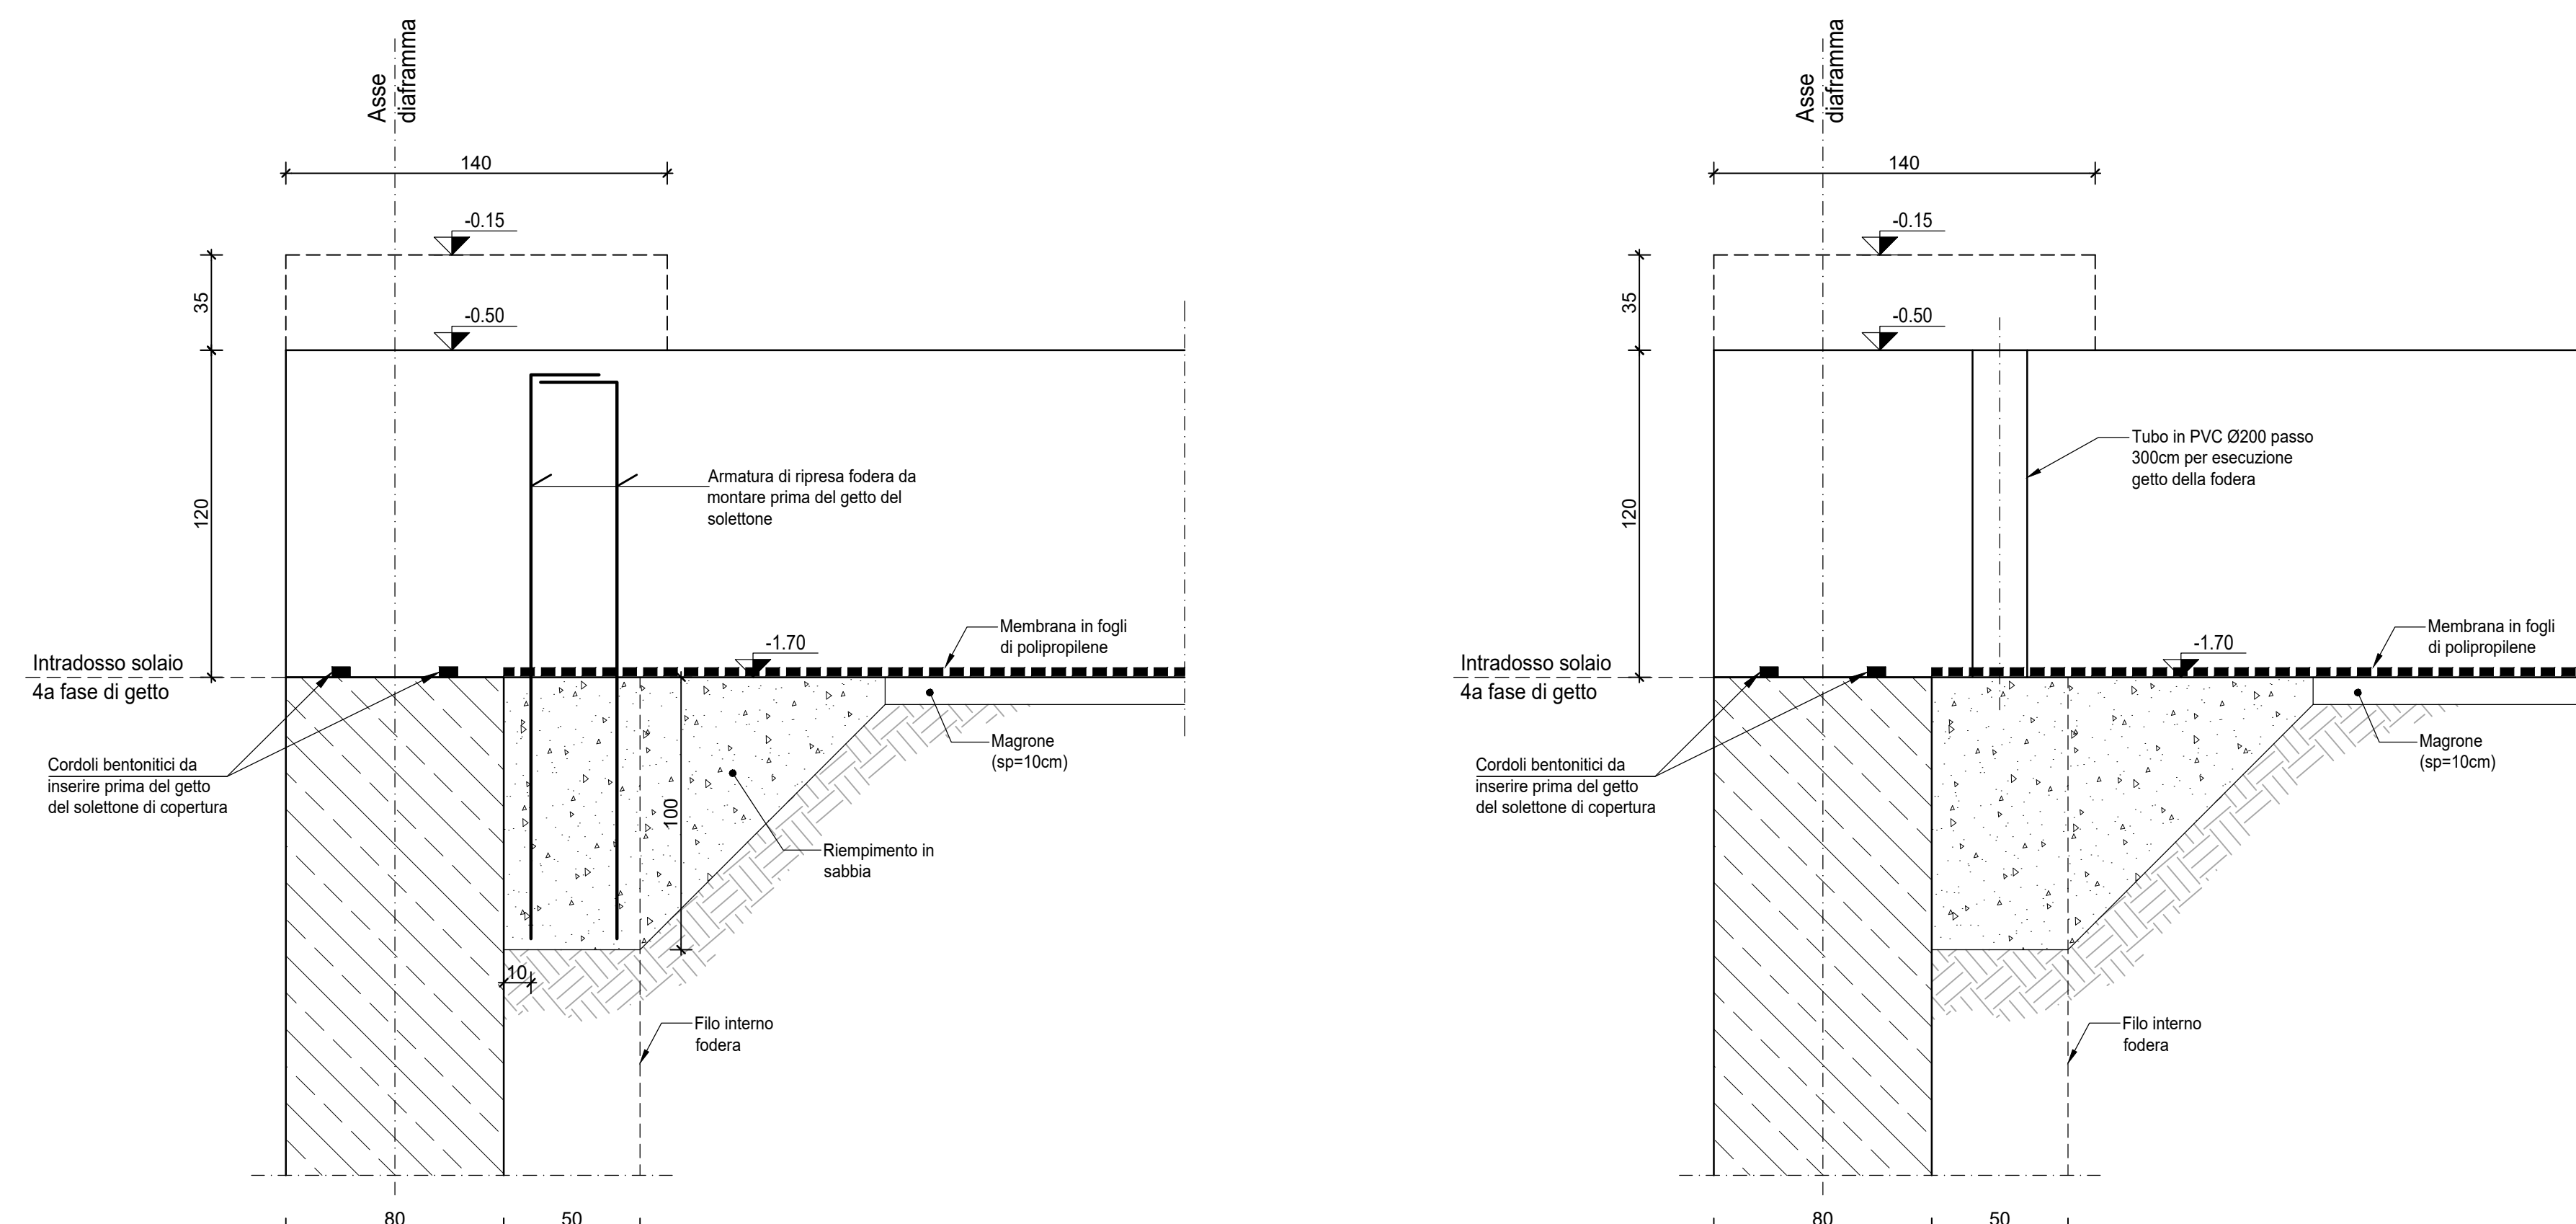 Asse
diaframma
140
-0.15
35
-0.50
120
Armatura di ripresa fodera da
montare prima del getto del
solettone
Membrana in fogli
di polipropilene
-1.70
Intradosso solaio
4a fase di getto
Magrone
(sp=10cm)
Cordoli bentonitici da
inserire prima del getto
del solettone di copertura
100
Riempimento in
sabbia
10
Filo interno
fodera
80
50
Asse
diaframma
140
-0.15
35
-0.50
120
Tubo in PVC Ø200 passo
300cm per esecuzione
getto della fodera
Membrana in fogli
di polipropilene
-1.70
Intradosso solaio
4a fase di getto
Magrone
(sp=10cm)
Cordoli bentonitici da
inserire prima del getto
del solettone di copertura
Filo interno
fodera
80
50